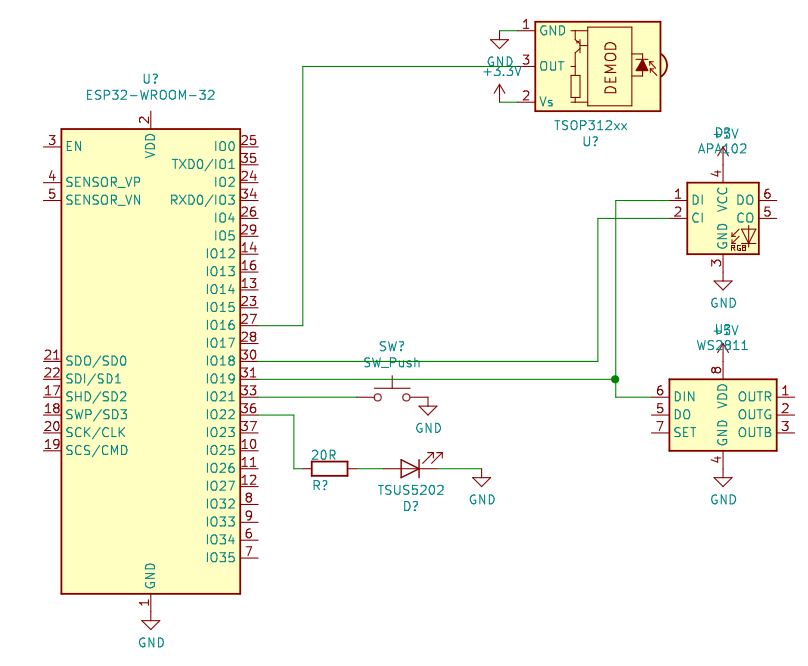 U?
ESP32-WROOM-32
2
VDD
3
EN
4
SENSOR_VP
5
SENSOR_VN
21
SDO/SD0
22
SDI/SD1
17
SHD/SD2
18
SWP/SD3
20
SCK/CLK
19
SCS/CMD
IO0
25
TXD0/IO1
35
IO2
24
RXD0/IO3
34
IO4
26
IO5
29
IO12
14
IO13
16
IO14
13
IO15
23
IO16
27
IO17
28
IO18
30
IO19
31
IO21
33
IO22
36
IO23
37
IO25
10
IO26
11
IO27
12
IO32
8
IO33
9
IO34
6
IO35
7
GND
1
GND
1
GND
3
OUT
2
Vs
DEMOD
GND
+3.3V
TSOP312xx
U?
SW?
SW_Push
GND
20R
R?
TSUS5202
D?
GND
D?
+5V
APA102
4
1
DI
2
CI
VCC
GND
DO
6
CO
5
RGB
3
GND
U?
+5V
WS2811
8
6
DIN
5
DO
7
SET
VDD
GND
OUTR
1
OUTG
2
OUTB
3
4
GND